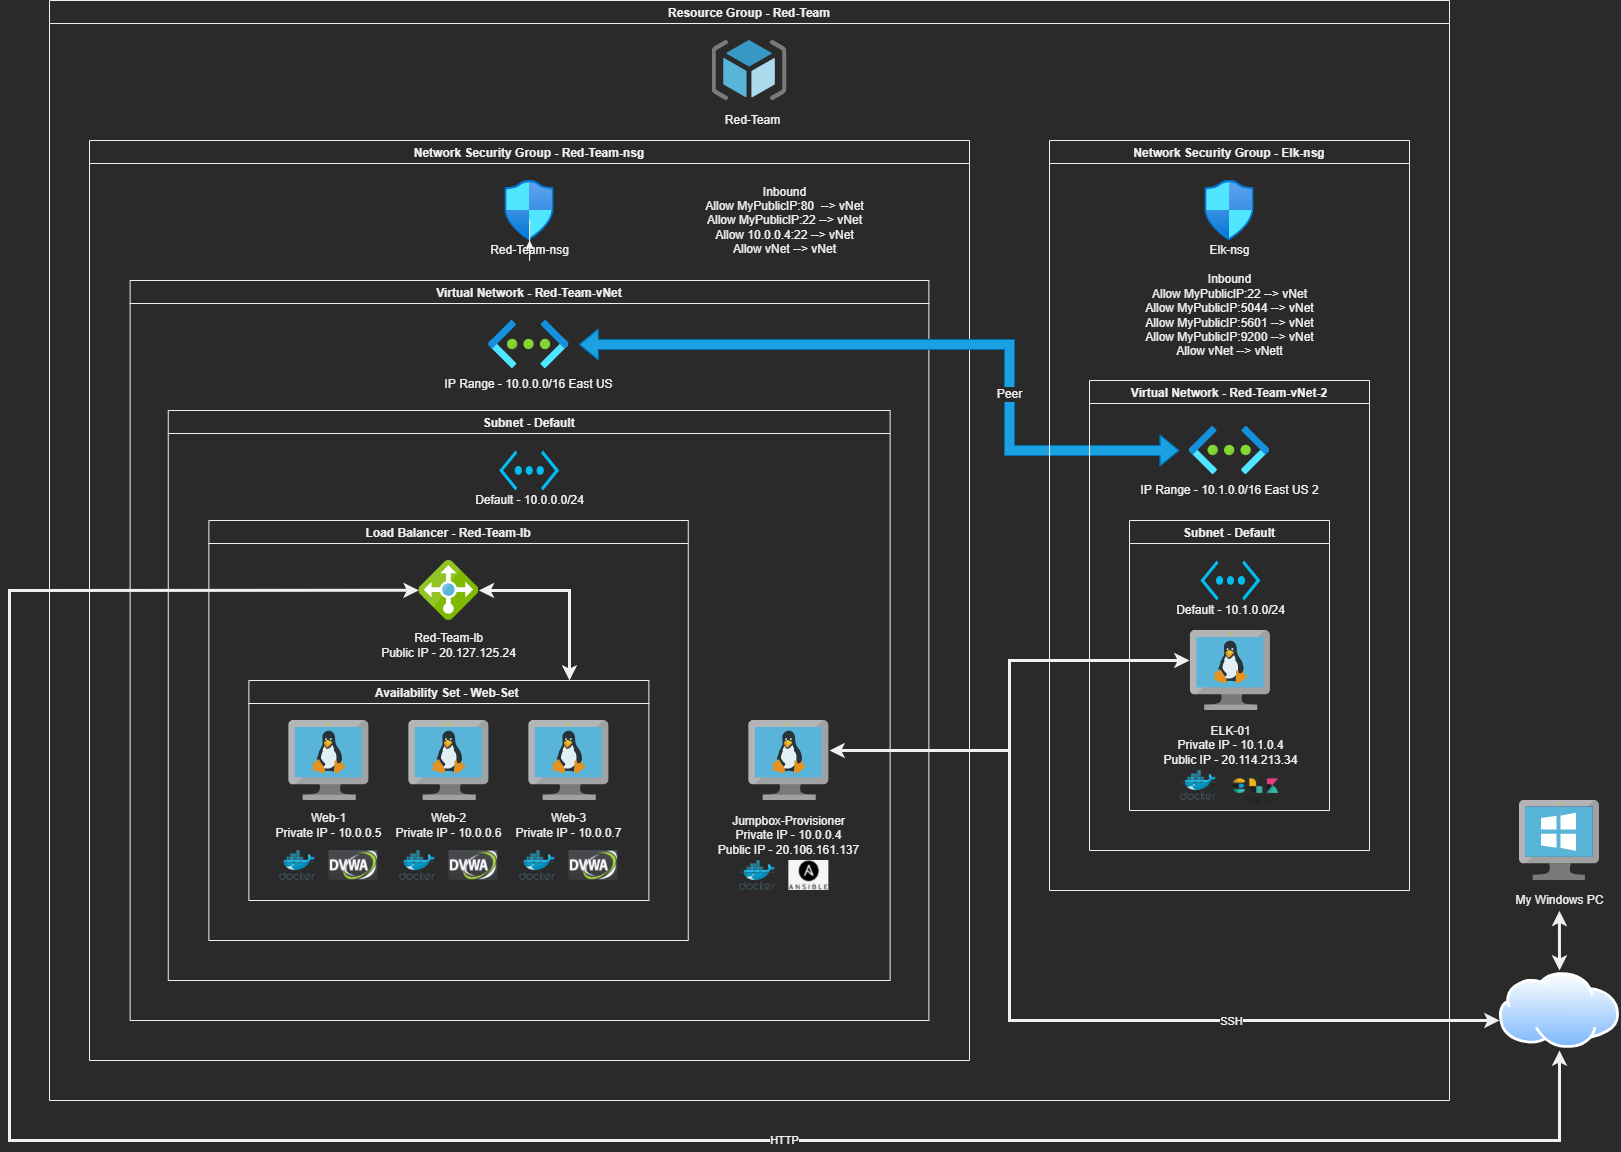 Resource Group - Red-Team
Red-Team
Network Security Group - Red-Team-nsg
Red-Team-nsg
Inbound
Allow MyPublicIP:80 --> vNet
Allow MyPublicIP:22 --> vNet
Allow 10.0.0.4:22 --> vNet
Allow vNet --> vNet
Virtual Network - Red-Team-vNet
IP Range - 10.0.0.0/16 East US
Subnet - Default
Default - 10.0.0.0/24
Load Balancer - Red-Team-lb
Red-Team-lb
Public IP - 20.127.125.24
Availability Set - Web-Set
Web-1
Private IP - 10.0.0.5
docker
DVWA
Web-2
Private IP - 10.0.0.6
docker
DVWA
Web-3
Private IP - 10.0.0.7
docker
DVWA
Jumpbox-Provisioner
Private IP - 10.0.0.4
Public IP - 20.106.161.137
docker
ANSIBLE
Peer
Network Security Group - Elk-nsg
Elk-nsg
Inbound
Allow MyPublicIP:22 --> vNet
Allow MyPublicIP:5044 --> vNet
Allow MyPublicIP:5601 --> vNet
Allow MyPublicIP:9200 --> vNet
Allow vNet --> vNett
Virtual Network - Red-Team-vNet-2
IP Range - 10.1.0.0/16 East US 2
Subnet - Default
Default - 10.1.0.0/24
ELK-01
Private IP - 10.1.0.4
Public IP - 20.114.213.34
docker
My Windows PC
SSH
HTTP